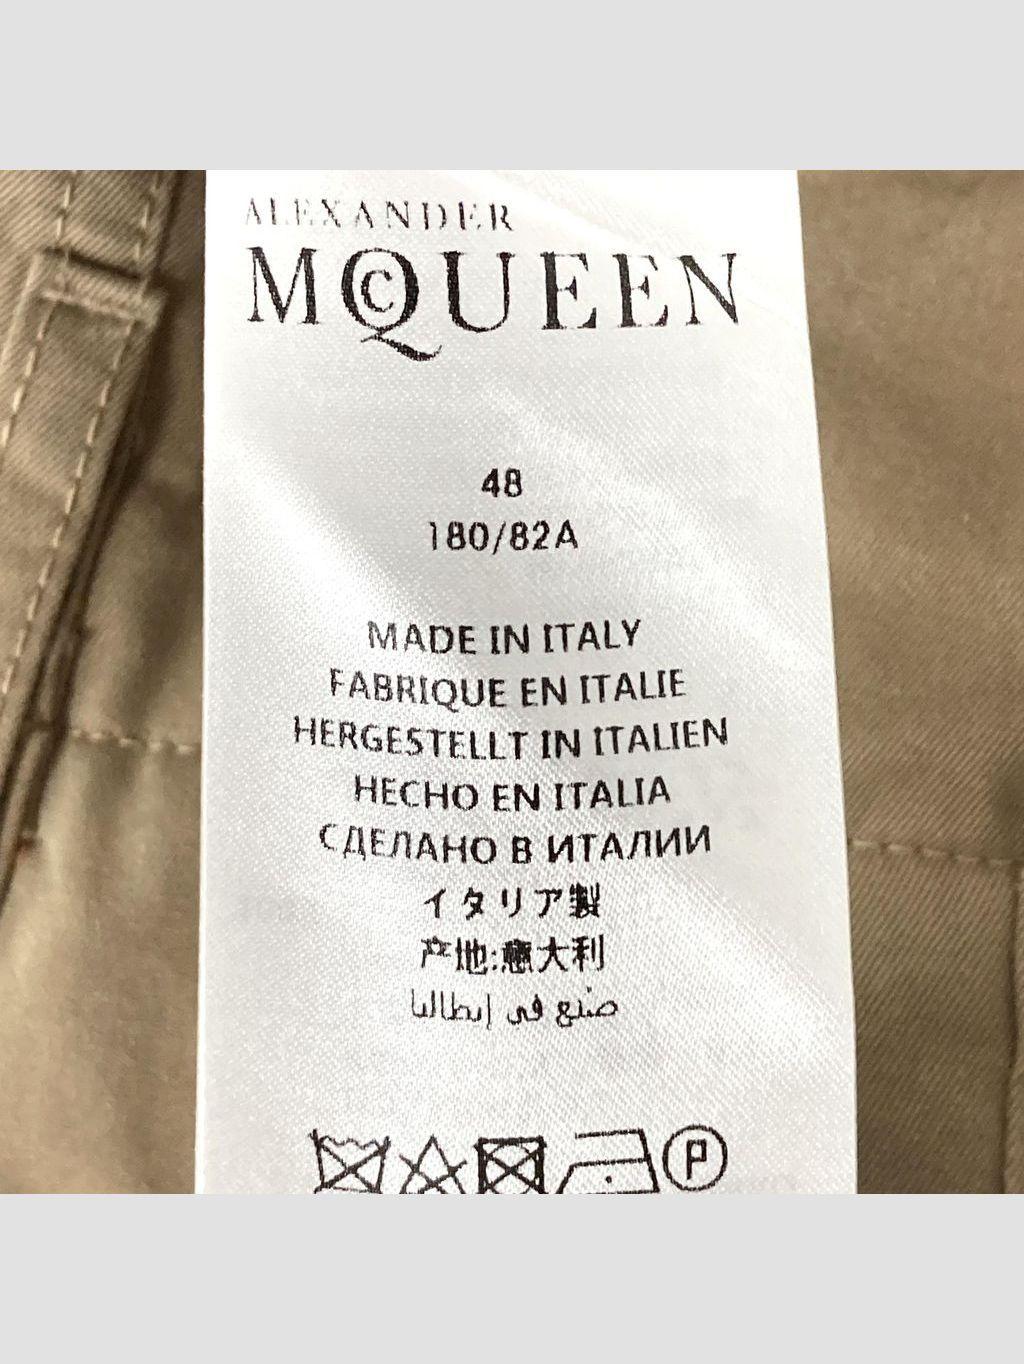 ALEXANDER
MCQUEEN
48
180/82A
MADE IN ITALY
FABRIQUE EN ITALIE
HERGESTELLT IN ITALIEN
HECHO EN ITALIA
СДЕЛАНО В ИТАЛИИ
イタリア製
产地:意大利
صنع في إيطاليا
P